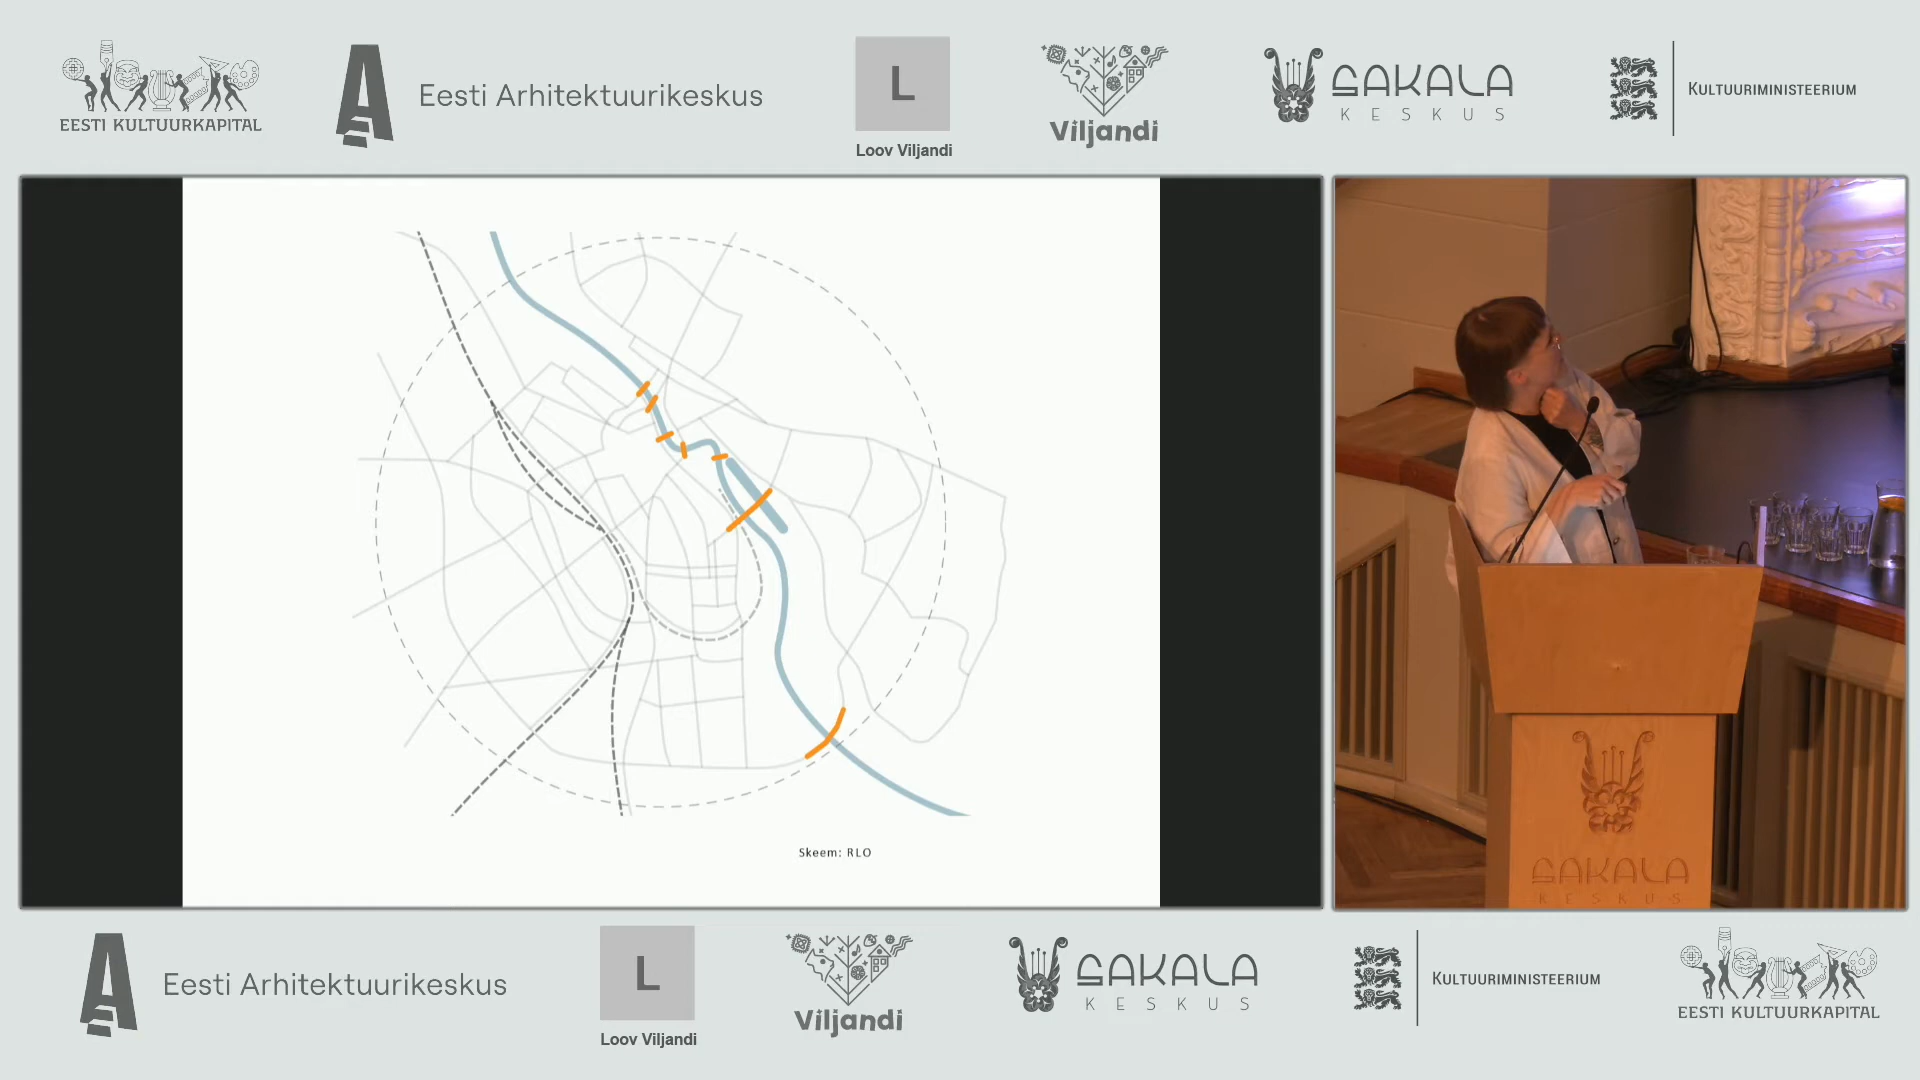 EESTI KULTUURKAPITAL
Eesti Arhitektuurikeskus
L
Loov Viljandi
Viljandi
SAKALA
KESKUS
KULTUURIMINISTEERIUM
Skeem: RLO
SAKALA
KESKUS
Eesti Arhitektuurikeskus
L
Loov Viljandi
Viljandi
SAKALA
KESKUS
KULTUURIMINISTEERIUM
EESTI KULTUURKAPITAL